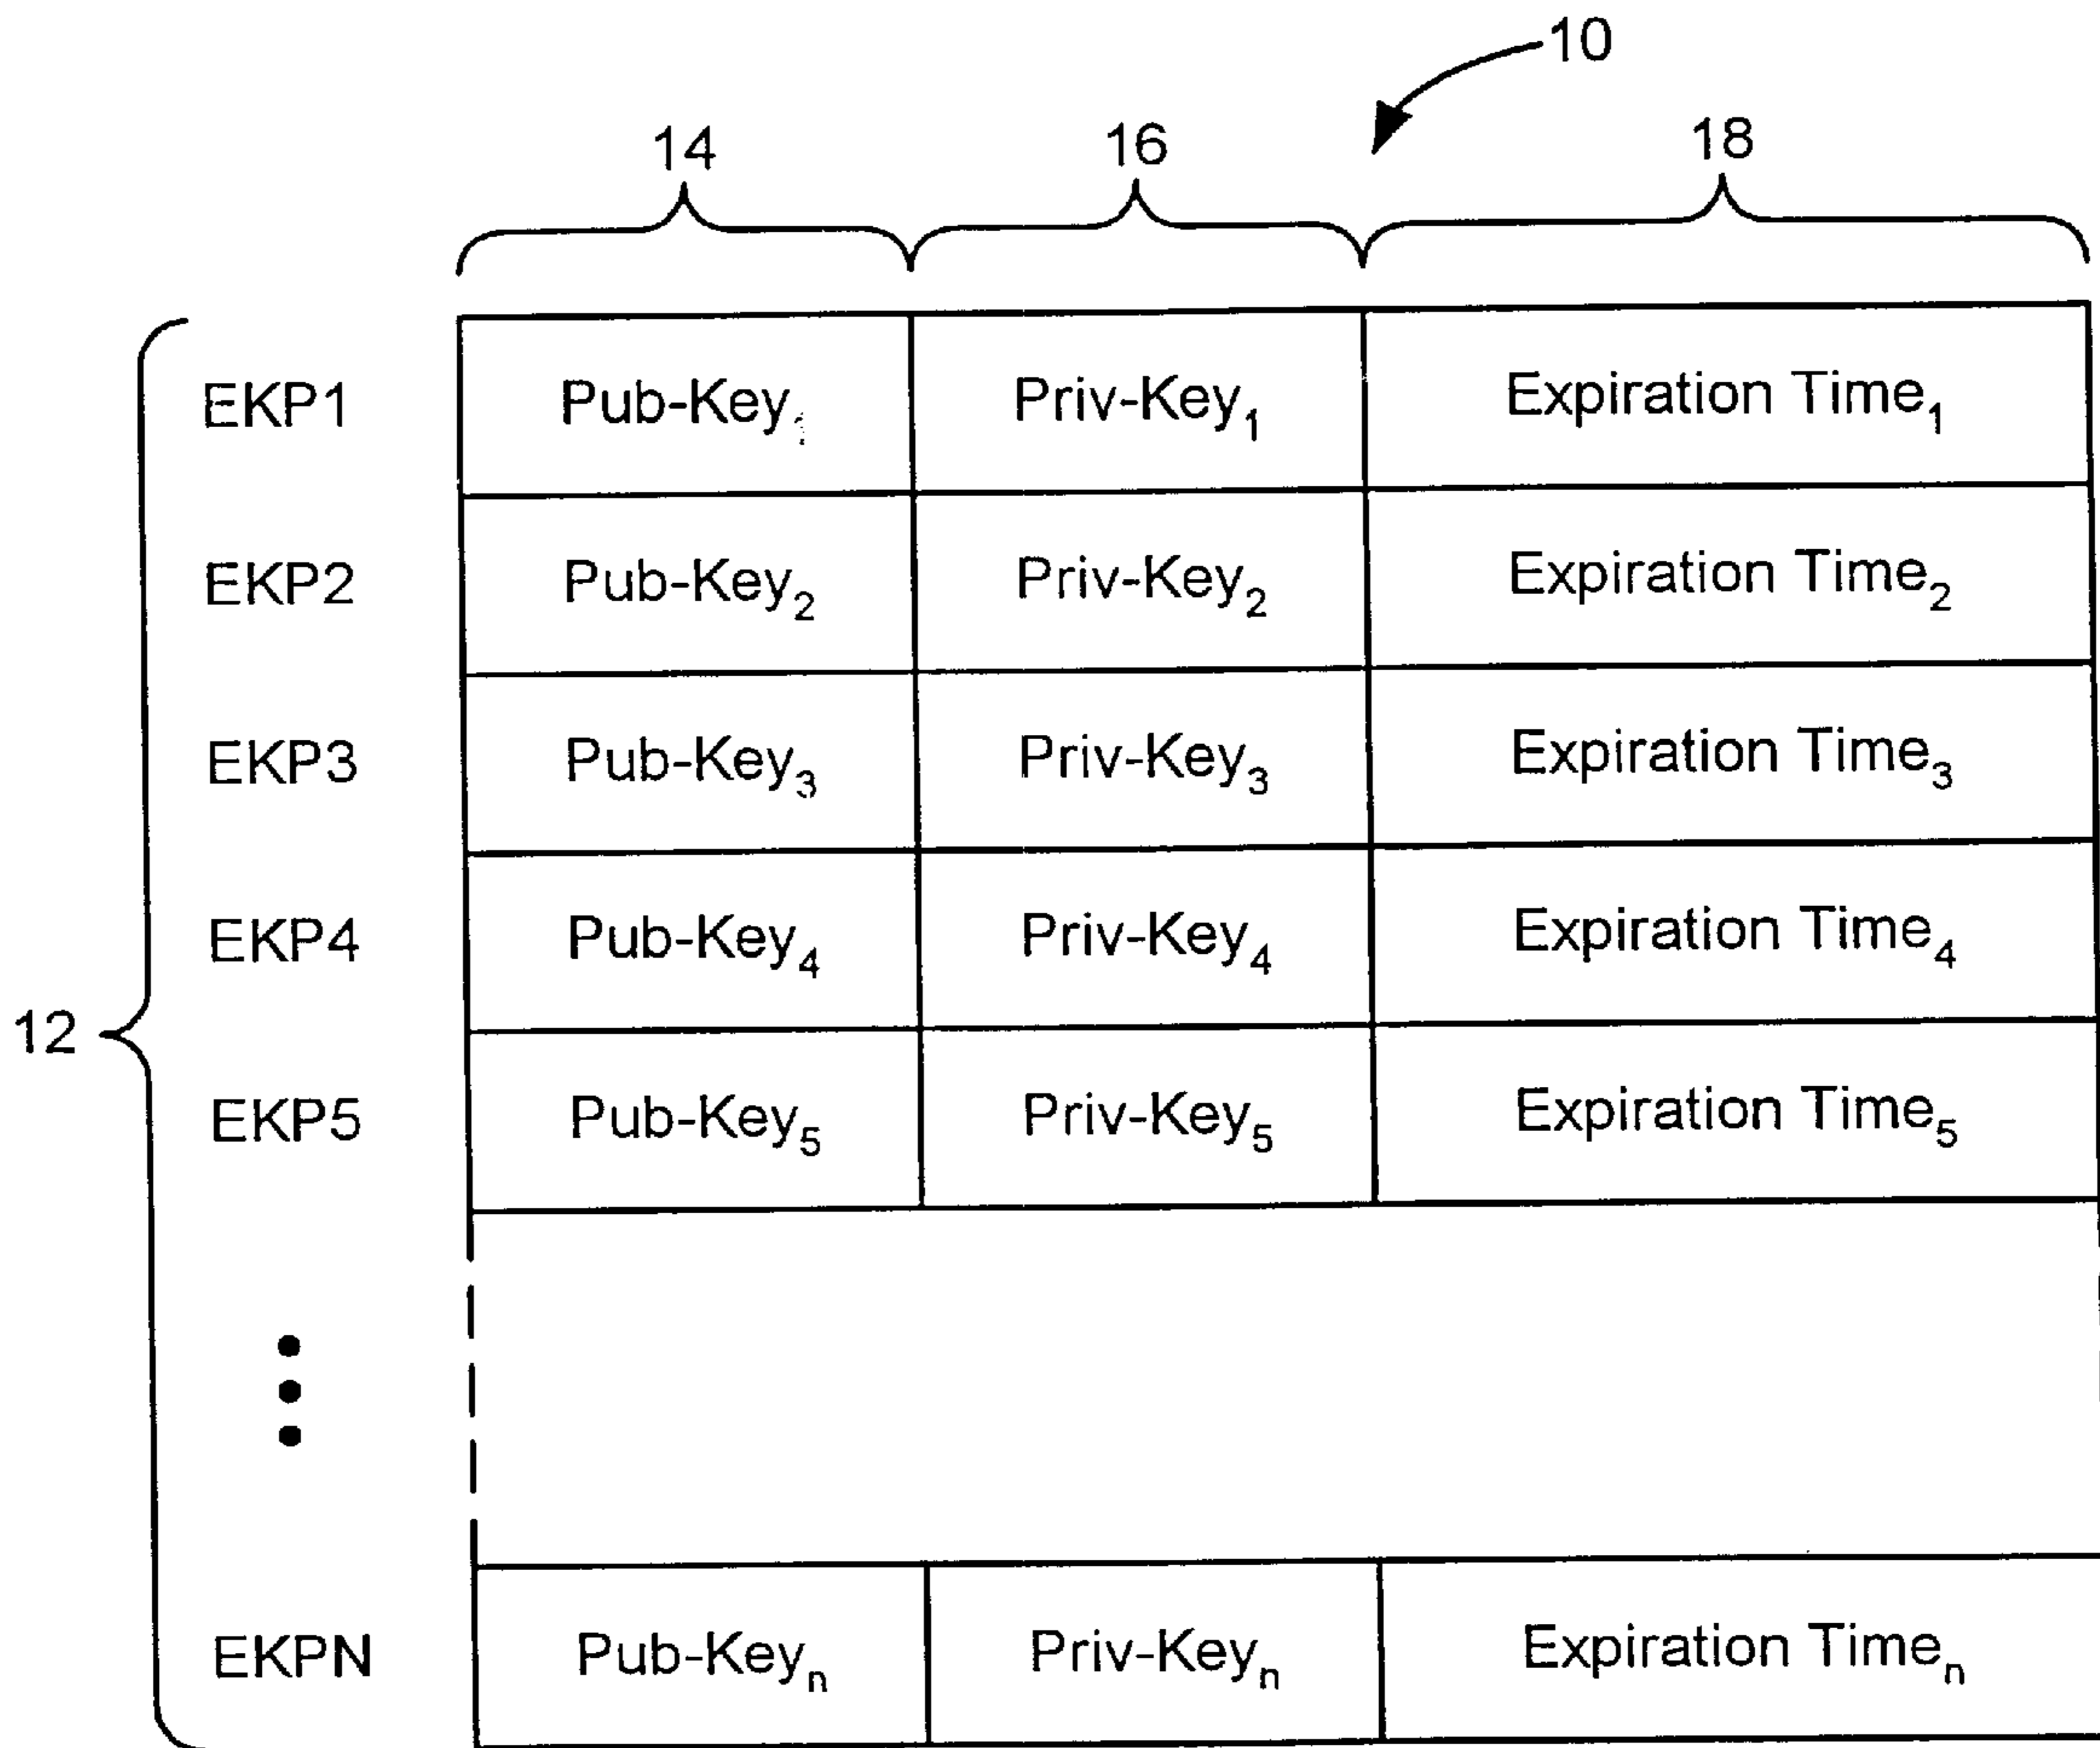 10
14 16 18
EKP1 Pub-Key₁ Priv-Key₁ Expiration Time₁
EKP2 Pub-Key₂ Priv-Key₂ Expiration Time₂
EKP3 Pub-Key₃ Priv-Key₃ Expiration Time₃
EKP4 Pub-Key₄ Priv-Key₄ Expiration Time₄
12
EKP5 Pub-Key₅ Priv-Key₅ Expiration Time₅
EKPN Pub-Keyₙ Priv-Keyₙ Expiration Timeₙ